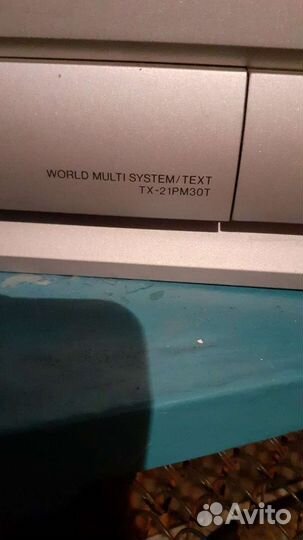 WORLD MULTI SYSTEM/TEXT
TX-21PM30T
Avito